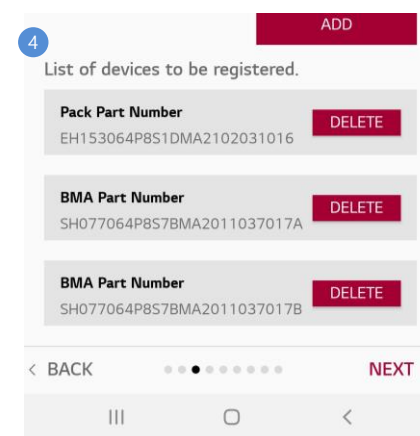 ADD
4
List of devices to be registered.
Pack Part Number
EH153064P8S1DMA2102031016
DELETE
BMA Part Number
SH077064P8S7BMA2011037017A
DELETE
BMA Part Number
SH077064P8S7BMA2011037017B
DELETE
< BACK
NEXT